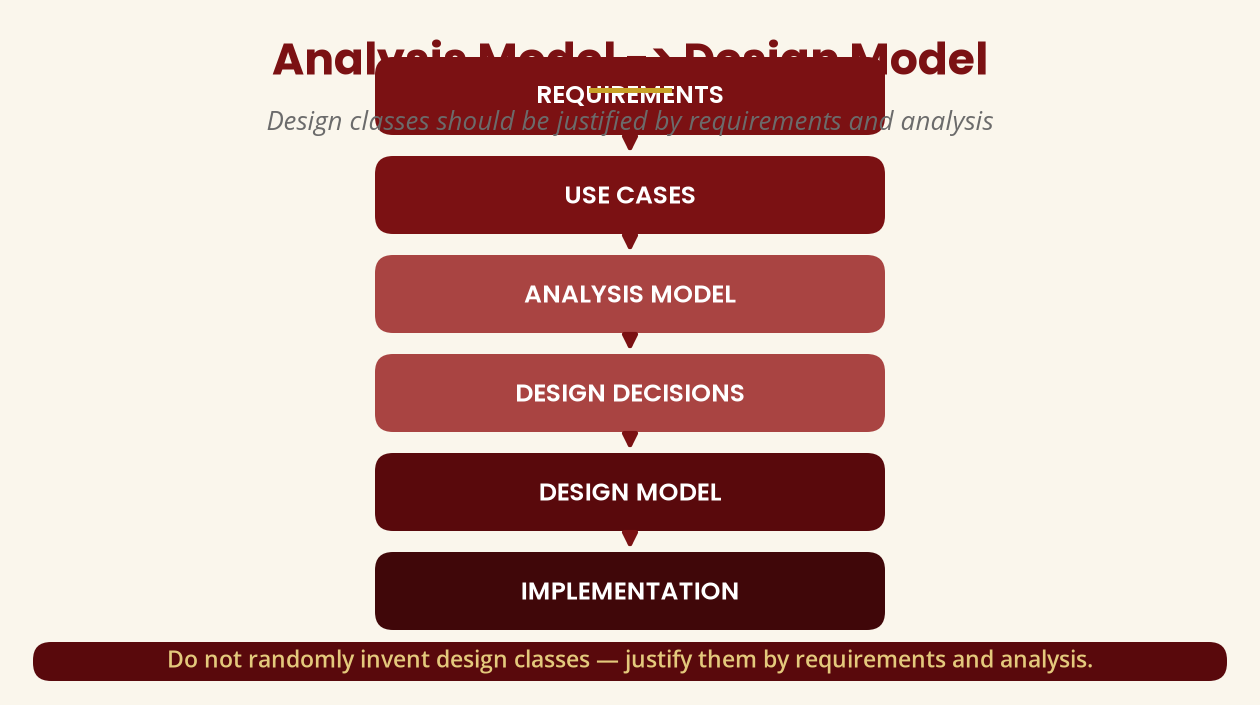 Analysis Model -> Design Model
REQUIREMENTS
Design classes should be justified by requirements and analysis
USE CASES
ANALYSIS MODEL
DESIGN DECISIONS
DESIGN MODEL
IMPLEMENTATION
Do not randomly invent design classes — justify them by requirements and analysis.